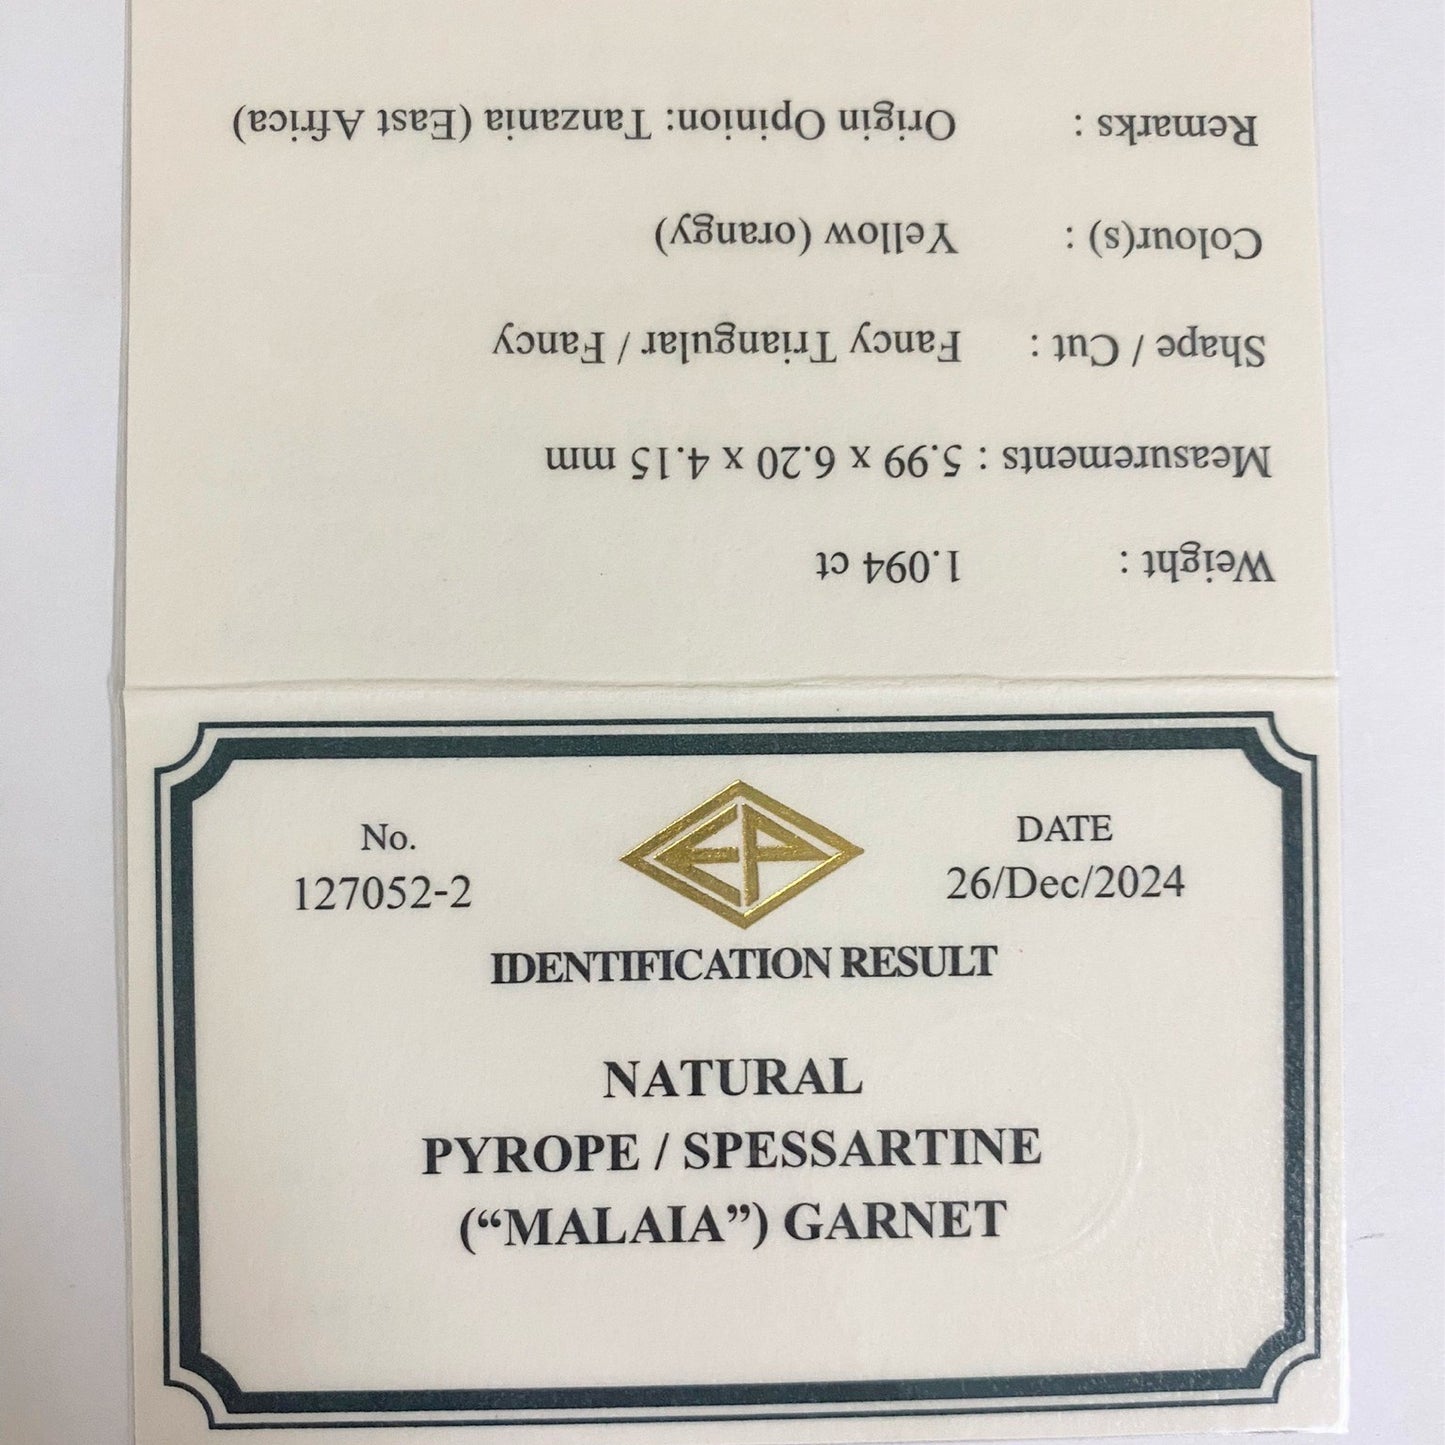 No.
127052-2
EP
DATE
26/Dec/2024
IDENTIFICATION RESULT
NATURAL
PYROPE / SPESSARTINE
(“MALAIA”) GARNET
Weight : 1.094 ct
Measurements : 5.99 x 6.20 x 4.15 mm
Shape / Cut : Fancy Triangular / Fancy
Colour(s) : Yellow (orangy)
Remarks : Origin Opinion: Tanzania (East Africa)